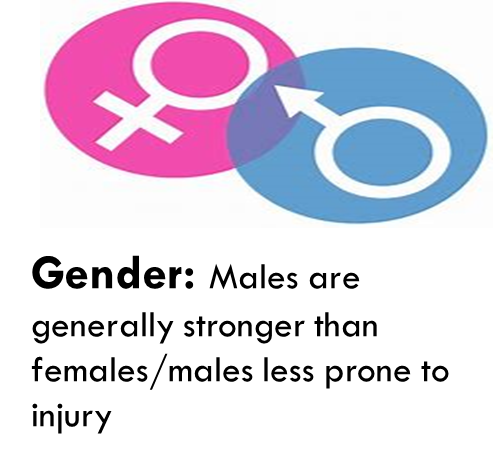 Gender: Males are
generally stronger than
females/males less prone to
injury